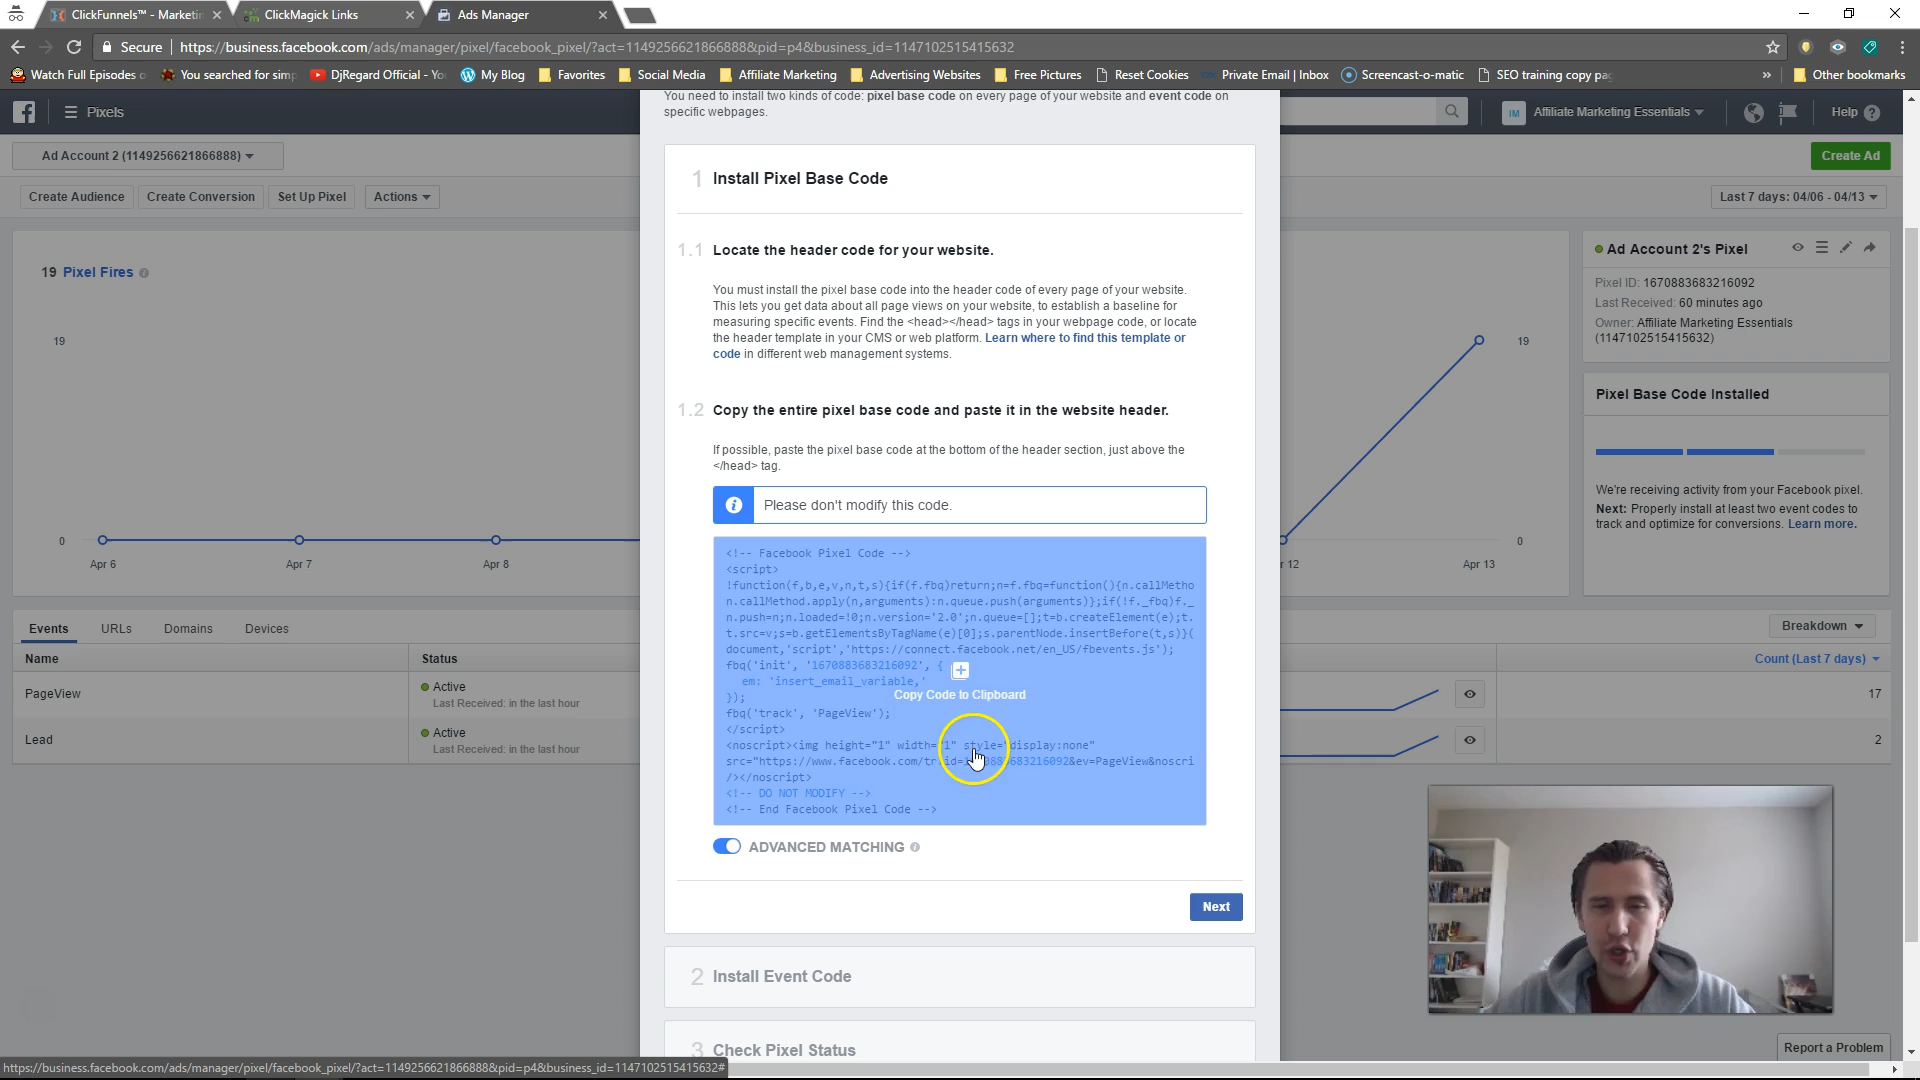 ClickFunnels™ - Marketin
ClickMagick Links
Ads Manager
Secure
https://business.facebook.com/ads/manager/pixel/facebook_pixel/?act=1149256621866888&pid=p4&business_id=1147102515415632
Watch Full Episodes o
You searched for simp
DjRegard Official - Yo
My Blog
Favorites
Social Media
Affiliate Marketing
Advertising Websites
Free Pictures
Reset Cookies
Private Email | Inbox
Screencast-o-matic
SEO training copy pag
»
Other bookmarks
Pixels
IM
Affiliate Marketing Essentials
Help
Ad Account 2 (1149256621866888)
Create Ad
Create Audience
Create Conversion
Set Up Pixel
Actions
Last 7 days: 04/06 - 04/13
You need to install two kinds of code: pixel base code on every page of your website and event code on
specific webpages.
1 Install Pixel Base Code
1.1 Locate the header code for your website.
You must install the pixel base code into the header code of every page of your website.
This lets you get data about all page views on your website, to establish a baseline for
measuring specific events. Find the <head></head> tags in your webpage code, or locate
the header template in your CMS or web platform. Learn where to find this template or
code in different web management systems.
1.2 Copy the entire pixel base code and paste it in the website header.
If possible, paste the pixel base code at the bottom of the header section, just above the
</head> tag.
Please don't modify this code.
<!-- Facebook Pixel Code -->
<script>
!function(f,b,e,v,n,t,s){if(f.fbq)return;n=f.fbq=function(){n.callMetho
n.callMethod.apply(n,arguments):n.queue.push(arguments)};if(!f._fbq)f._
n.push=n;n.loaded=!0;n.version='2.0';n.queue=[];t=b.createElement(e);t.
t.src=v;s=b.getElementsByTagName(e)[0];s.parentNode.insertBefore(t,s)}(
document,'script','https://connect.facebook.net/en_US/fbevents.js');
fbq('init', '1670883683216092', {
em: 'insert_email_variable,'
});
Copy Code to Clipboard
fbq('track', 'PageView');
</script>
<noscript><img height="1" width="1" style="display:none"
src="https://www.facebook.com/tr id= 883683216092&ev=PageView&noscri
/></noscript>
<!-- DO NOT MODIFY -->
<!-- End Facebook Pixel Code -->
ADVANCED MATCHING
Next
2 Install Event Code
3 Check Pixel Status
19 Pixel Fires
19
0
Apr 6
Apr 7
Apr 8
r 12
Apr 13
19
0
Ad Account 2's Pixel
Pixel ID: 1670883683216092
Last Received: 60 minutes ago
Owner: Affiliate Marketing Essentials
(1147102515415632)
Pixel Base Code Installed
We're receiving activity from your Facebook pixel.
Next: Properly install at least two event codes to
track and optimize for conversions. Learn more.
Events
URLs
Domains
Devices
Breakdown
Name
Status
Count (Last 7 days)
PageView
Active
Last Received: in the last hour
17
Lead
Active
Last Received: in the last hour
2
Report a Problem
https://business.facebook.com/ads/manager/pixel/facebook_pixel/?act=1149256621866888&pid=p4&business_id=1147102515415632#